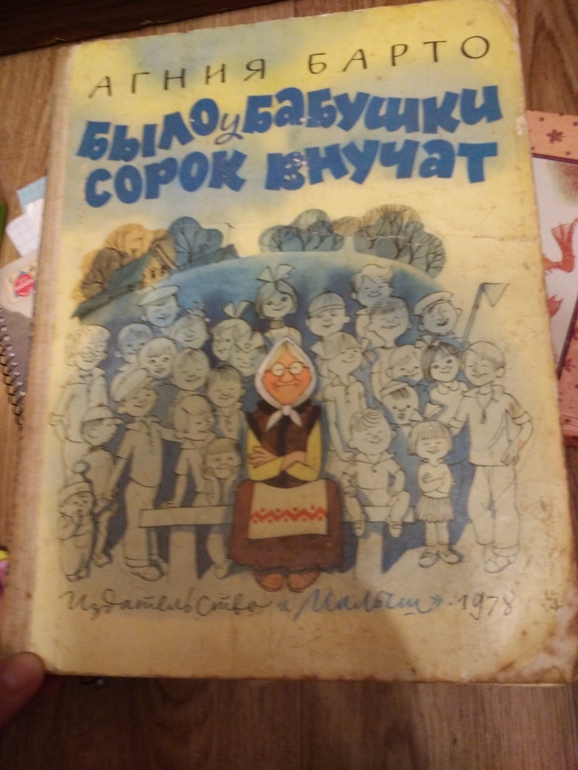 АГНИЯ БАРТО
БЫЛО у БАБУШКИ
СОРОК ВНУЧАТ
Издательство «Малыш» · 1978